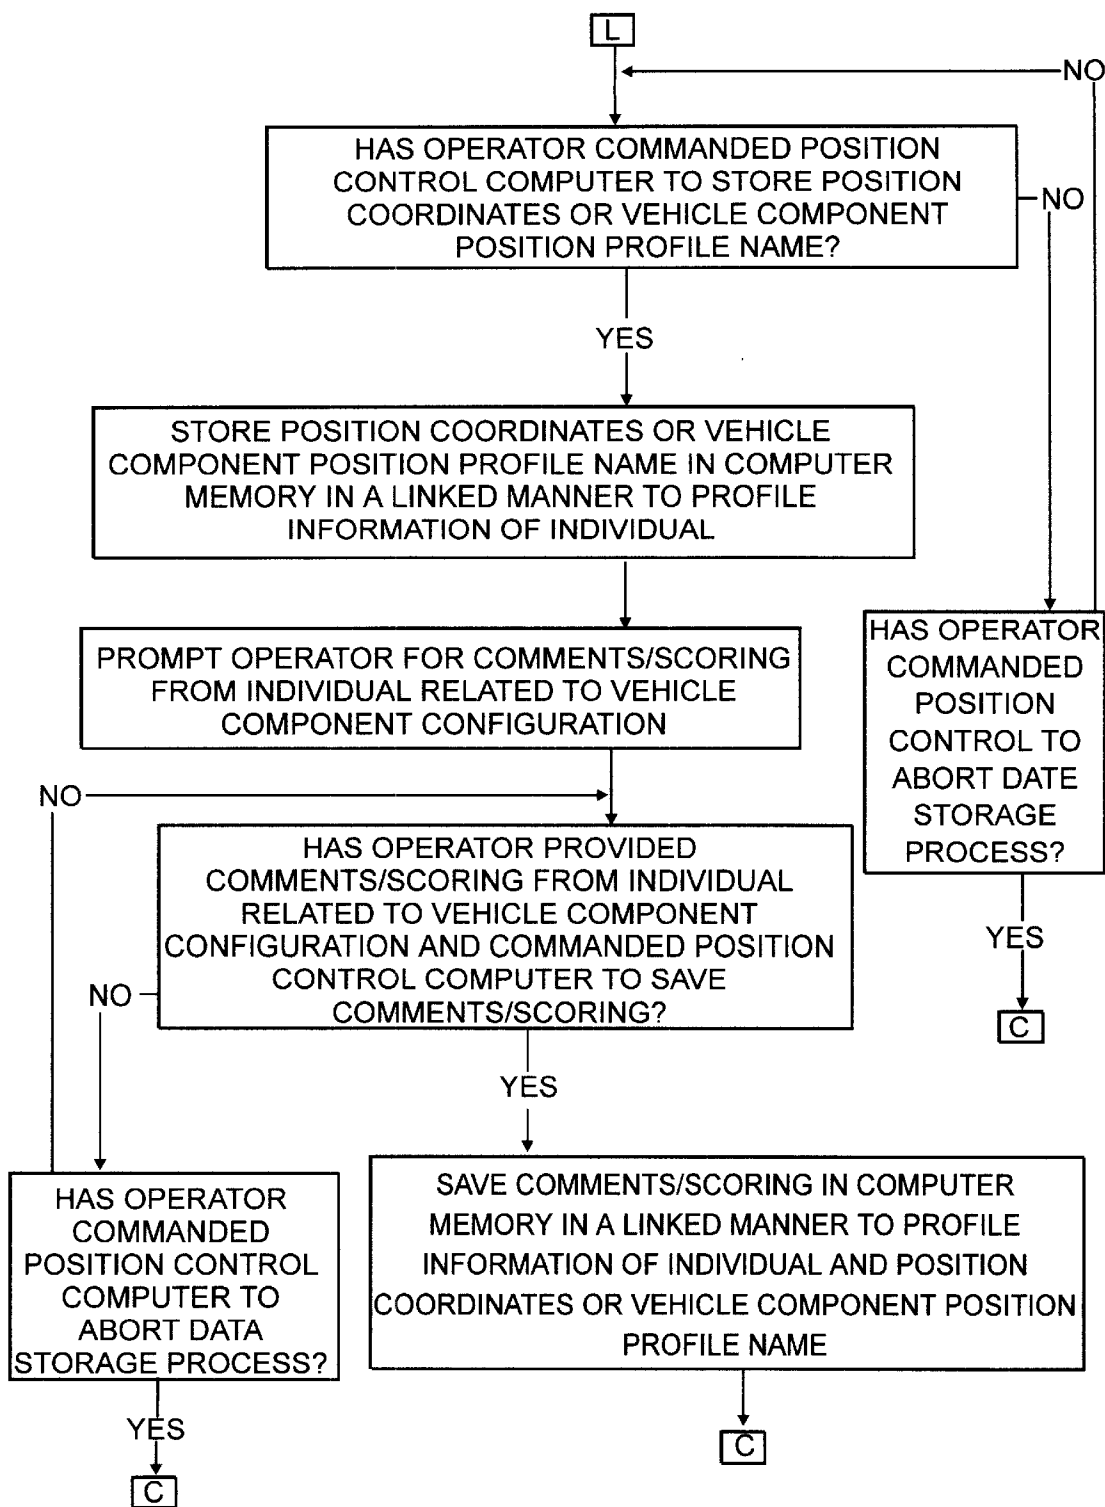 L
NO
HAS OPERATOR COMMANDED POSITION
CONTROL COMPUTER TO STORE POSITION
COORDINATES OR VEHICLE COMPONENT
POSITION PROFILE NAME?
NO
YES
STORE POSITION COORDINATES OR VEHICLE
COMPONENT POSITION PROFILE NAME IN COMPUTER
MEMORY IN A LINKED MANNER TO PROFILE
INFORMATION OF INDIVIDUAL
HAS OPERATOR
COMMANDED
POSITION
CONTROL TO
ABORT DATE
STORAGE
PROCESS?
YES
C
PROMPT OPERATOR FOR COMMENTS/SCORING
FROM INDIVIDUAL RELATED TO VEHICLE
COMPONENT CONFIGURATION
NO
HAS OPERATOR PROVIDED
COMMENTS/SCORING FROM INDIVIDUAL
RELATED TO VEHICLE COMPONENT
CONFIGURATION AND COMMANDED POSITION
CONTROL COMPUTER TO SAVE
COMMENTS/SCORING?
NO
YES
HAS OPERATOR
COMMANDED
POSITION CONTROL
COMPUTER TO
ABORT DATA
STORAGE PROCESS?
YES
C
SAVE COMMENTS/SCORING IN COMPUTER
MEMORY IN A LINKED MANNER TO PROFILE
INFORMATION OF INDIVIDUAL AND POSITION
COORDINATES OR VEHICLE COMPONENT POSITION
PROFILE NAME
C